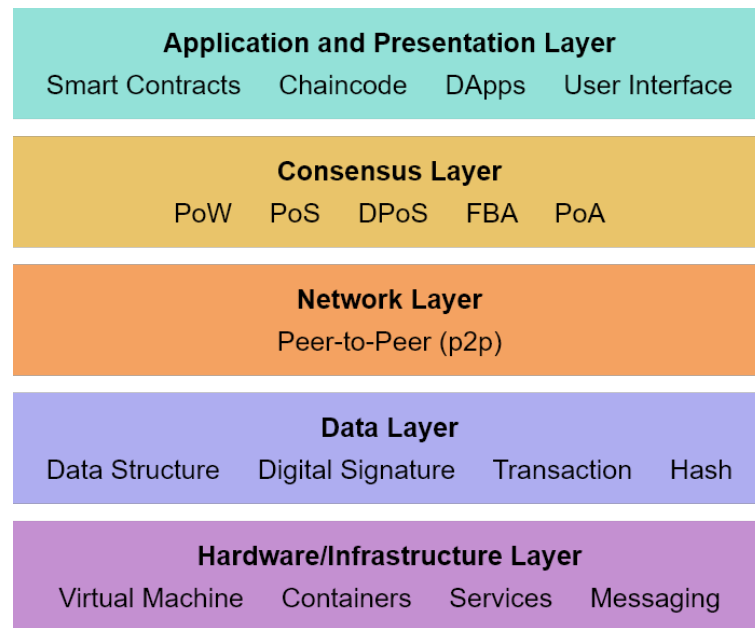 Application and Presentation Layer
Smart Contracts Chaincode DApps User Interface
Consensus Layer
PoW PoS DPoS FBA PoA
Network Layer
Peer-to-Peer (p2p)
Data Layer
Data Structure Digital Signature Transaction Hash
Hardware/Infrastructure Layer
Virtual Machine Containers Services Messaging